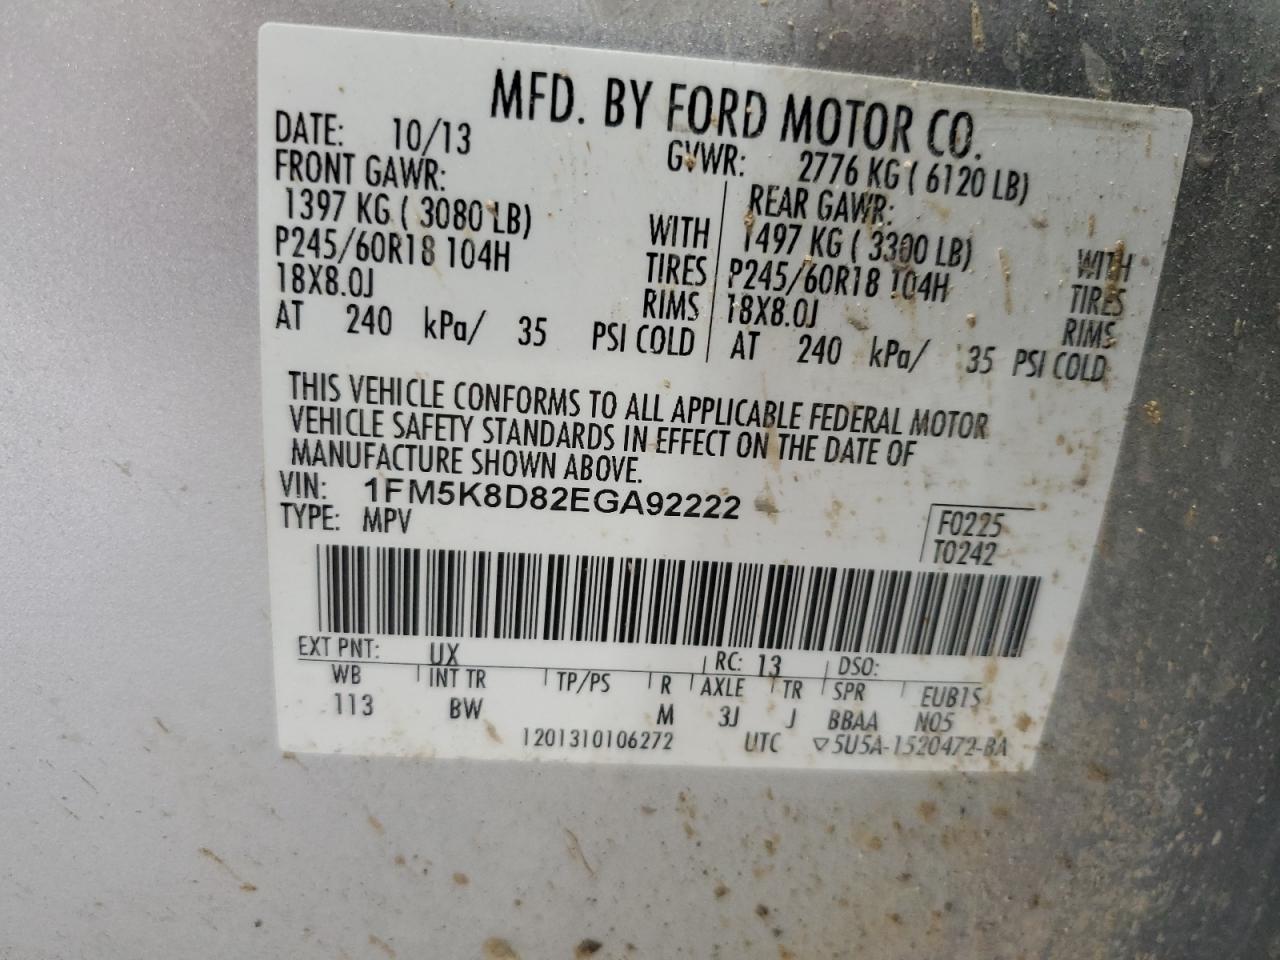 MFD. BY FORD MOTOR CO.
DATE: 10/13 GVWR: 2776 KG ( 6120 LB)
FRONT GAWR: REAR GAWR:
1397 KG ( 3080 LB) WITH 1497 KG ( 3300 LB) WITH
P245/60R18 104H TIRES P245/60R18 104H TIRES
18X8.0J RIMS 18X8.0J RIMS
AT 240 kPa/ 35 PSI COLD AT 240 kPa/ 35 PSI COLD
THIS VEHICLE CONFORMS TO ALL APPLICABLE FEDERAL MOTOR
VEHICLE SAFETY STANDARDS IN EFFECT ON THE DATE OF
MANUFACTURE SHOWN ABOVE.
VIN: 1FM5K8D82EGA92222
TYPE: MPV
F0225
T0242
EXT PNT: UX RC: 13 DSO:
WB INT TR TP/PS R AXLE TR SPR EUB1S
113 BW M 3J J BBAA N05
1201310106272 UTC ▽5U5A-1520472-BA